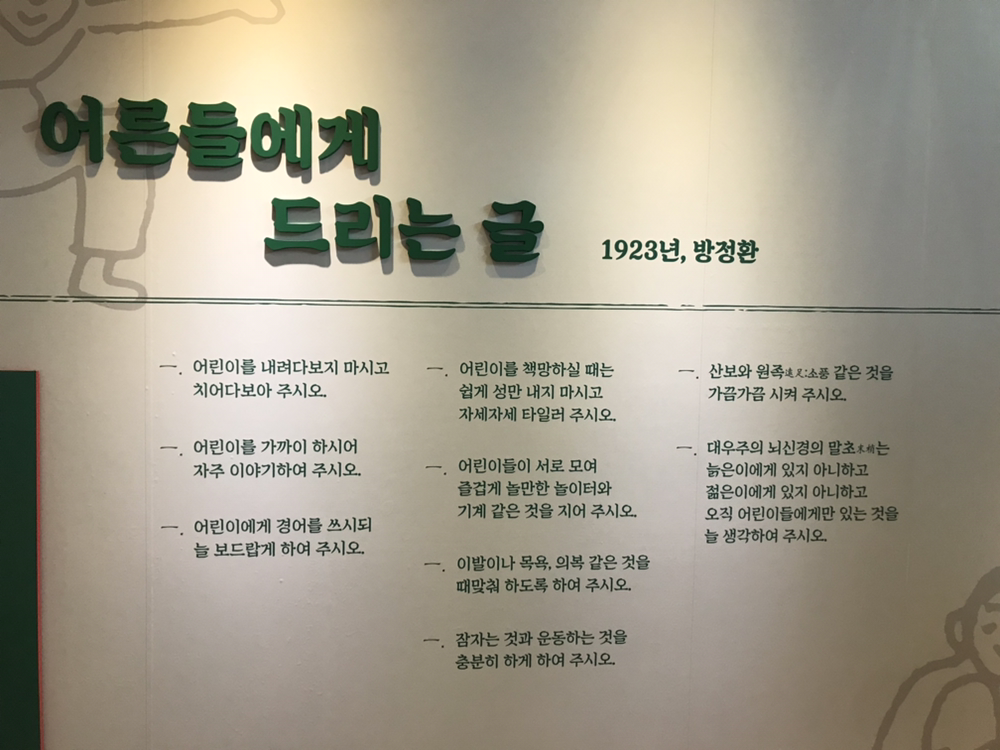 어른들에게
드리는 글
1923년, 방정환
一. 어린이를 내려다보지 마시고
치어다보아 주시오.
一. 어린이를 가까이 하시어
자주 이야기하여 주시오.
一. 어린이에게 경어를 쓰시되
늘 보드랍게 하여 주시오.
一. 어린이를 책망하실 때는
쉽게 성만 내지 마시고
자세자세 타일러 주시오.
一. 어린이들이 서로 모여
즐겁게 놀만한 놀이터와
기계 같은 것을 지어 주시오.
一. 이발이나 목욕, 의복 같은 것을
때맞춰 하도록 하여 주시오.
一. 잠자는 것과 운동하는 것을
충분히 하게 하여 주시오.
一. 산보와 원족遠足:소풍 같은 것을
가끔가끔 시켜 주시오.
一. 대우주의 뇌신경의 말초末梢는
늙은이에게 있지 아니하고
젊은이에게 있지 아니하고
오직 어린이들에게만 있는 것을
늘 생각하여 주시오.